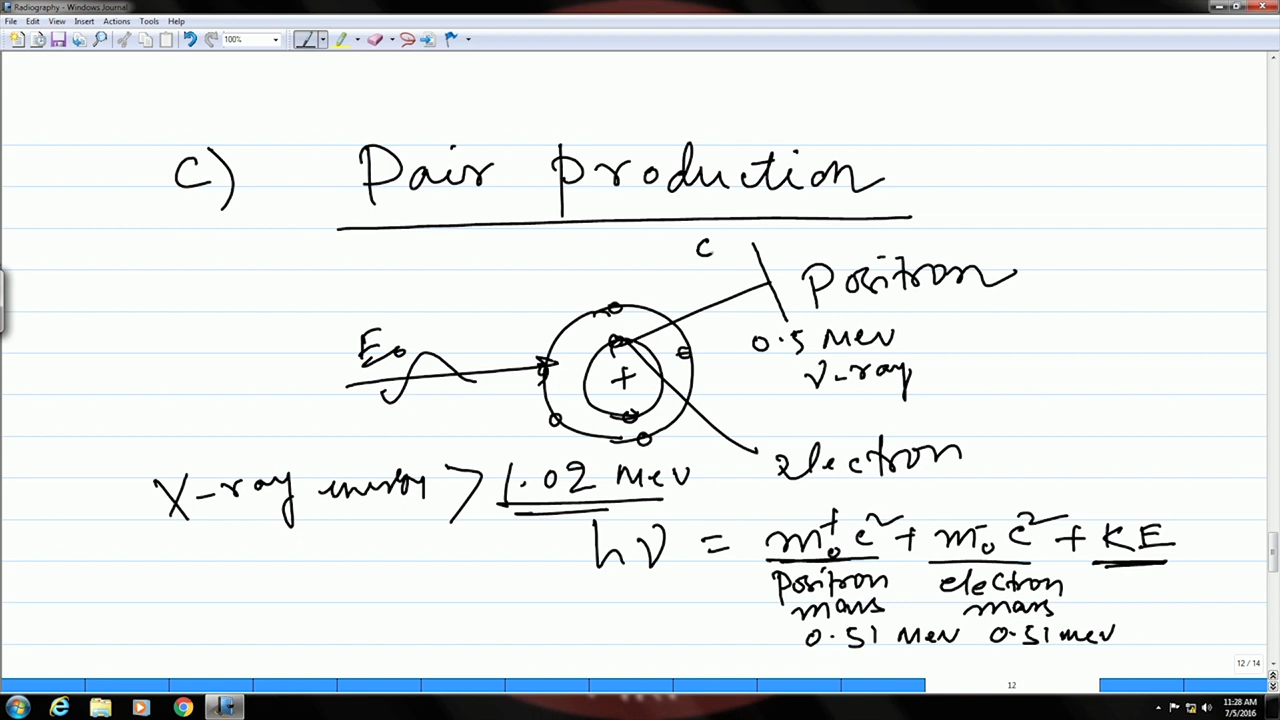 Radiography - Windows Journal
File Edit View Insert Actions Tools Help
100%
C) Pair production
C
Positron
E₀
0.5 MeV
γ-ray
electron
X-ray energy > 1.02 MeV
hν = m₀⁺c² + m₀⁻c² + KE
positron electron
mass mass
0.51 MeV 0.51 MeV
+
12 / 14
12
11:28 AM
7/5/2016